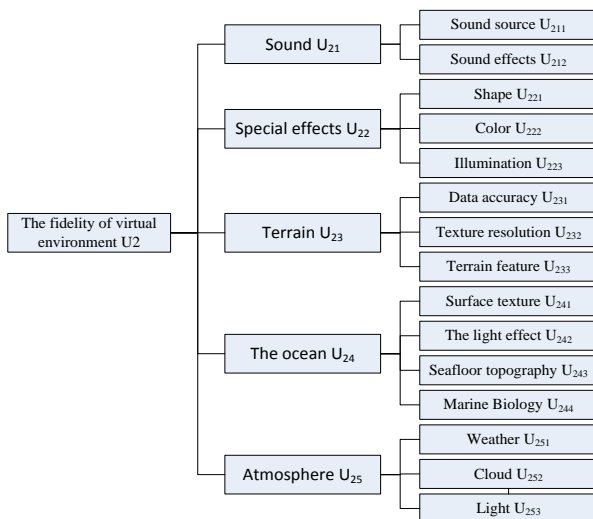 Sound source U₂₁₁
Sound U₂₁
Sound effects U₂₁₂
Shape U₂₂₁
Special effects U₂₂
Color U₂₂₂
Illumination U₂₂₃
Data accuracy U₂₃₁
The fidelity of virtual
environment U2
Terrain U₂₃
Texture resolution U₂₃₂
Terrain feature U₂₃₃
Surface texture U₂₄₁
The light effect U₂₄₂
The ocean U₂₄
Seafloor topography U₂₄₃
Marine Biology U₂₄₄
Weather U₂₅₁
Atmosphere U₂₅
Cloud U₂₅₂
Light U₂₅₃